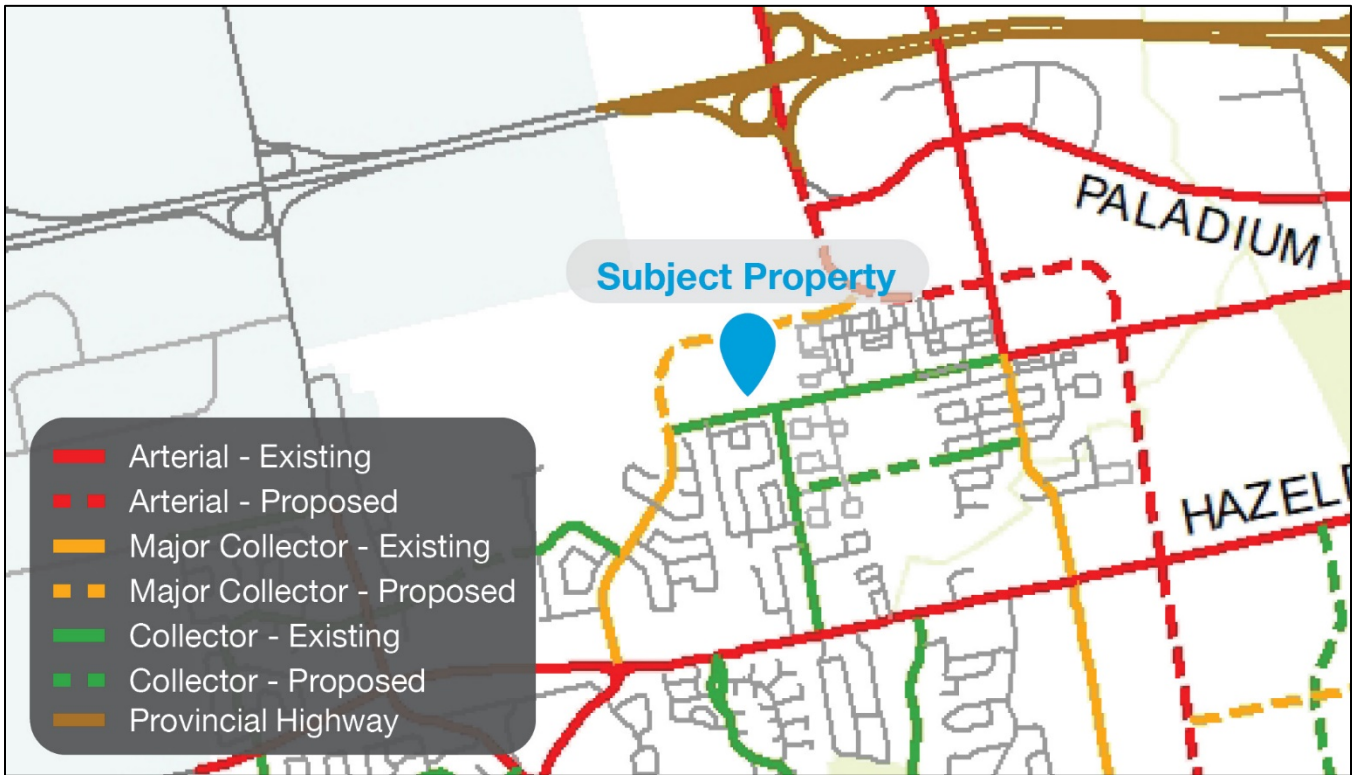 PALADIUM
Subject Property
HAZELD
Arterial - Existing
Arterial - Proposed
Major Collector - Existing
Major Collector - Proposed
Collector - Existing
Collector - Proposed
Provincial Highway